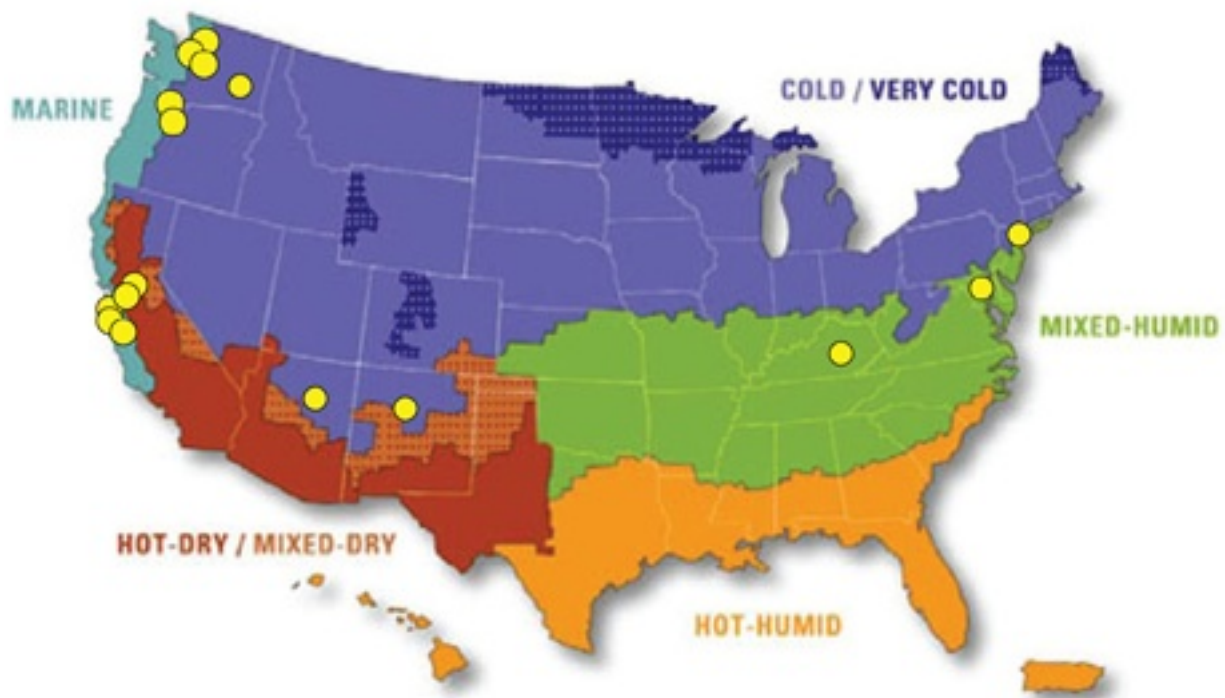 COLD / VERY COLD
MARINE
MIXED-HUMID
HOT-DRY / MIXED-DRY
HOT-HUMID